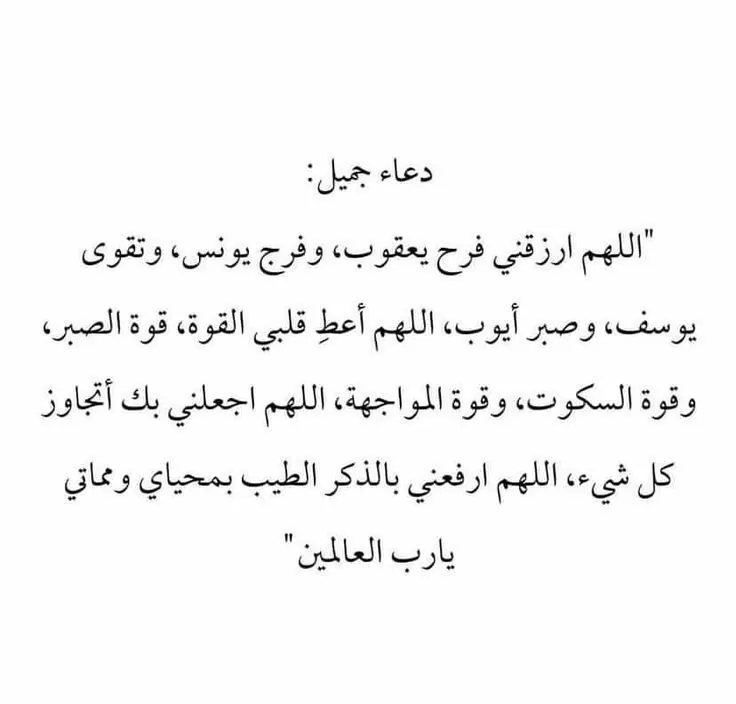 دعاء جميل:
"اللهم ارزقني فرح يعقوب، وفرج يونس، وتقوى
يوسف، وصبر أيوب، اللهم أعطِ قلبي القوة، قوة الصبر،
وقوة السكوت، وقوة المواجهة، اللهم اجعلني بك أتجاوز
كل شيء، اللهم ارفعني بالذكر الطيب بمحياي ومماتي
يارب العالمين"